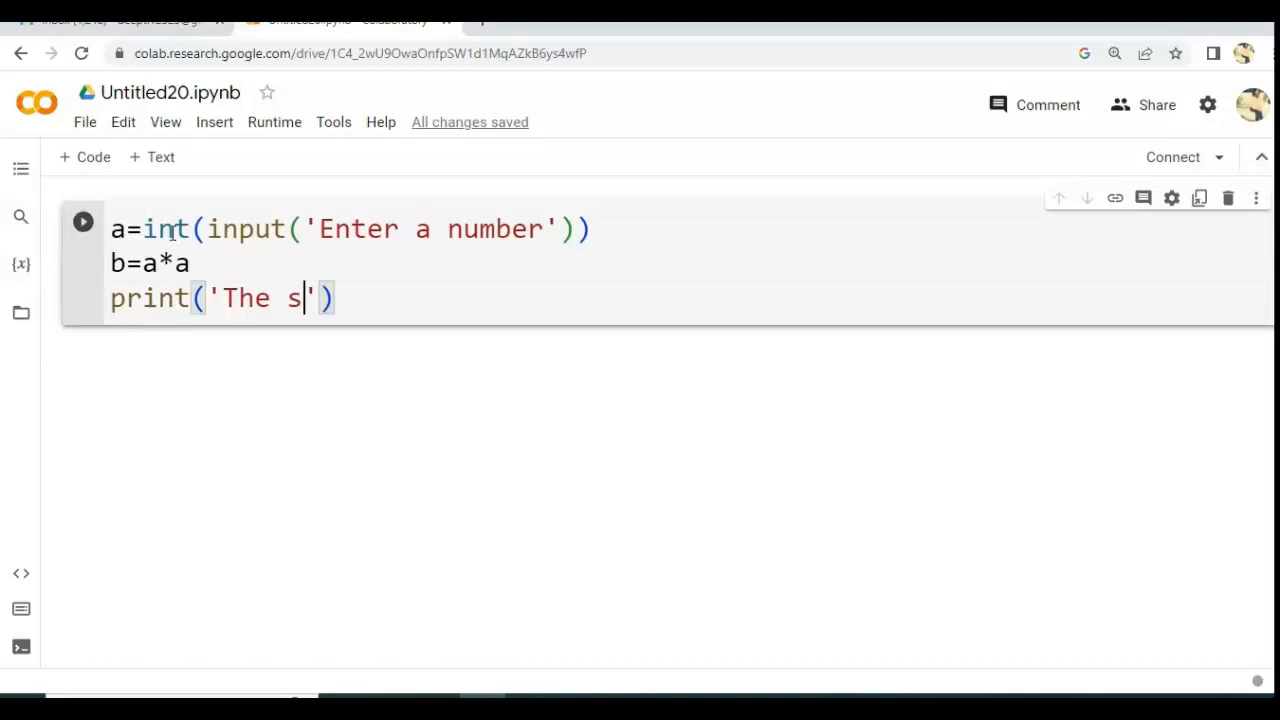 colab.research.google.com/drive/1C4_2wU9OwaOnfpSW1d1MqAZkB6ys4wfP
Untitled20.ipynb
Comment
Share
File Edit View Insert Runtime Tools Help All changes saved
+ Code + Text
Connect
a=int(input('Enter a number'))
b=a*a
print('The s')
{x}